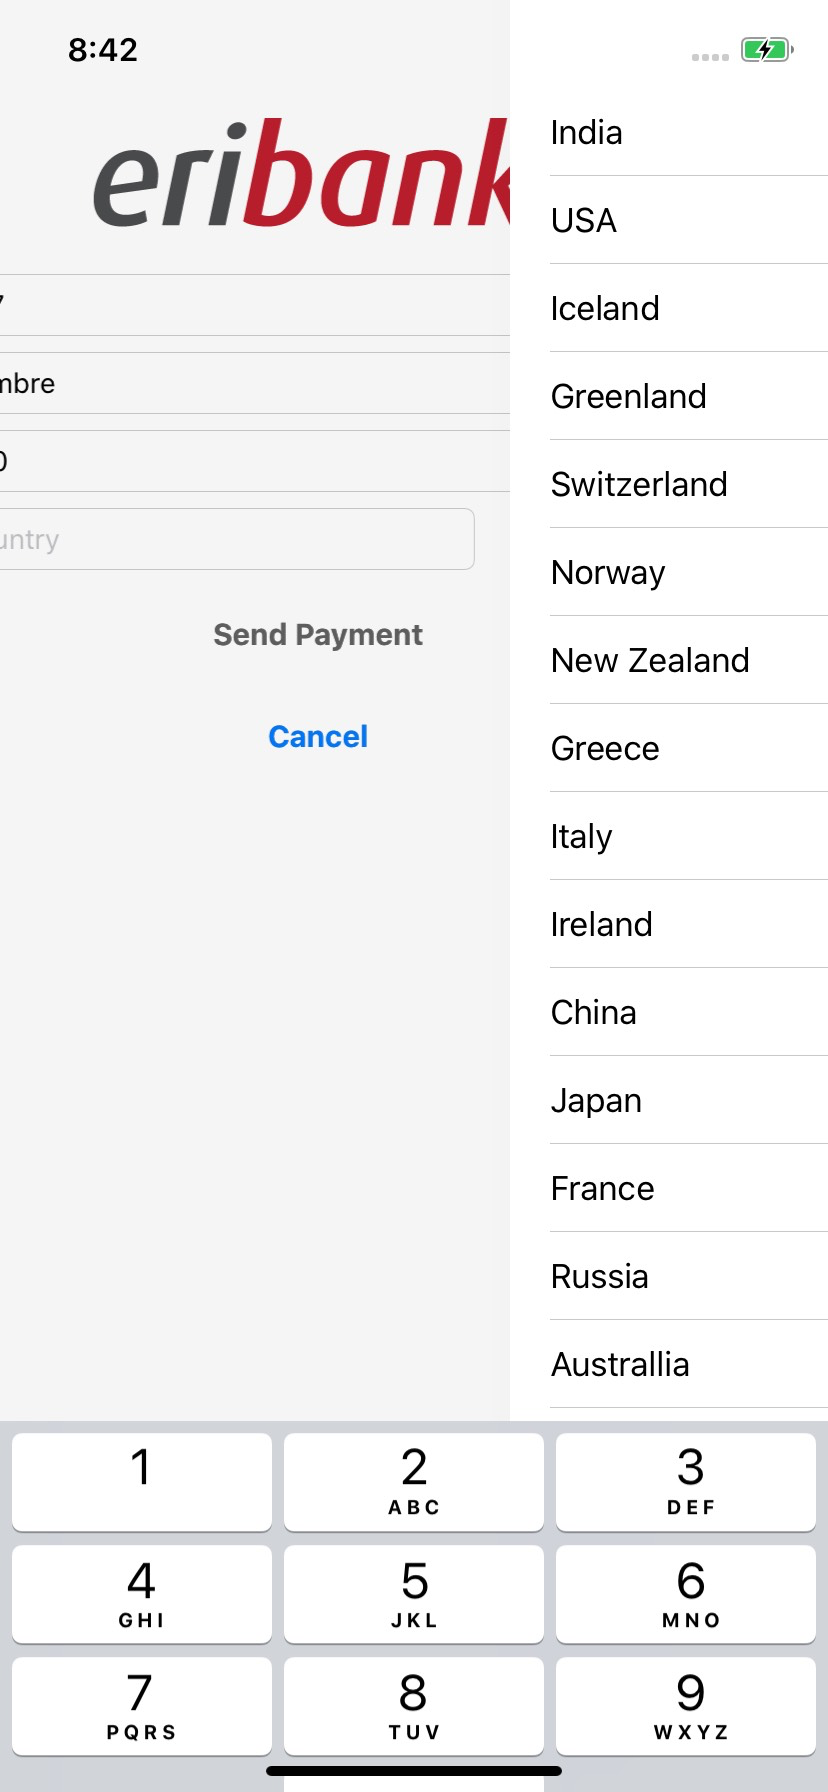 8:42
eribank
mbre
0
untry
Send Payment
Cancel
India
USA
Iceland
Greenland
Switzerland
Norway
New Zealand
Greece
Italy
Ireland
China
Japan
France
Russia
Australlia
1
2
ABC
3
DEF
4
GHI
5
JKL
6
MNO
7
PQRS
8
TUV
9
WXYZ